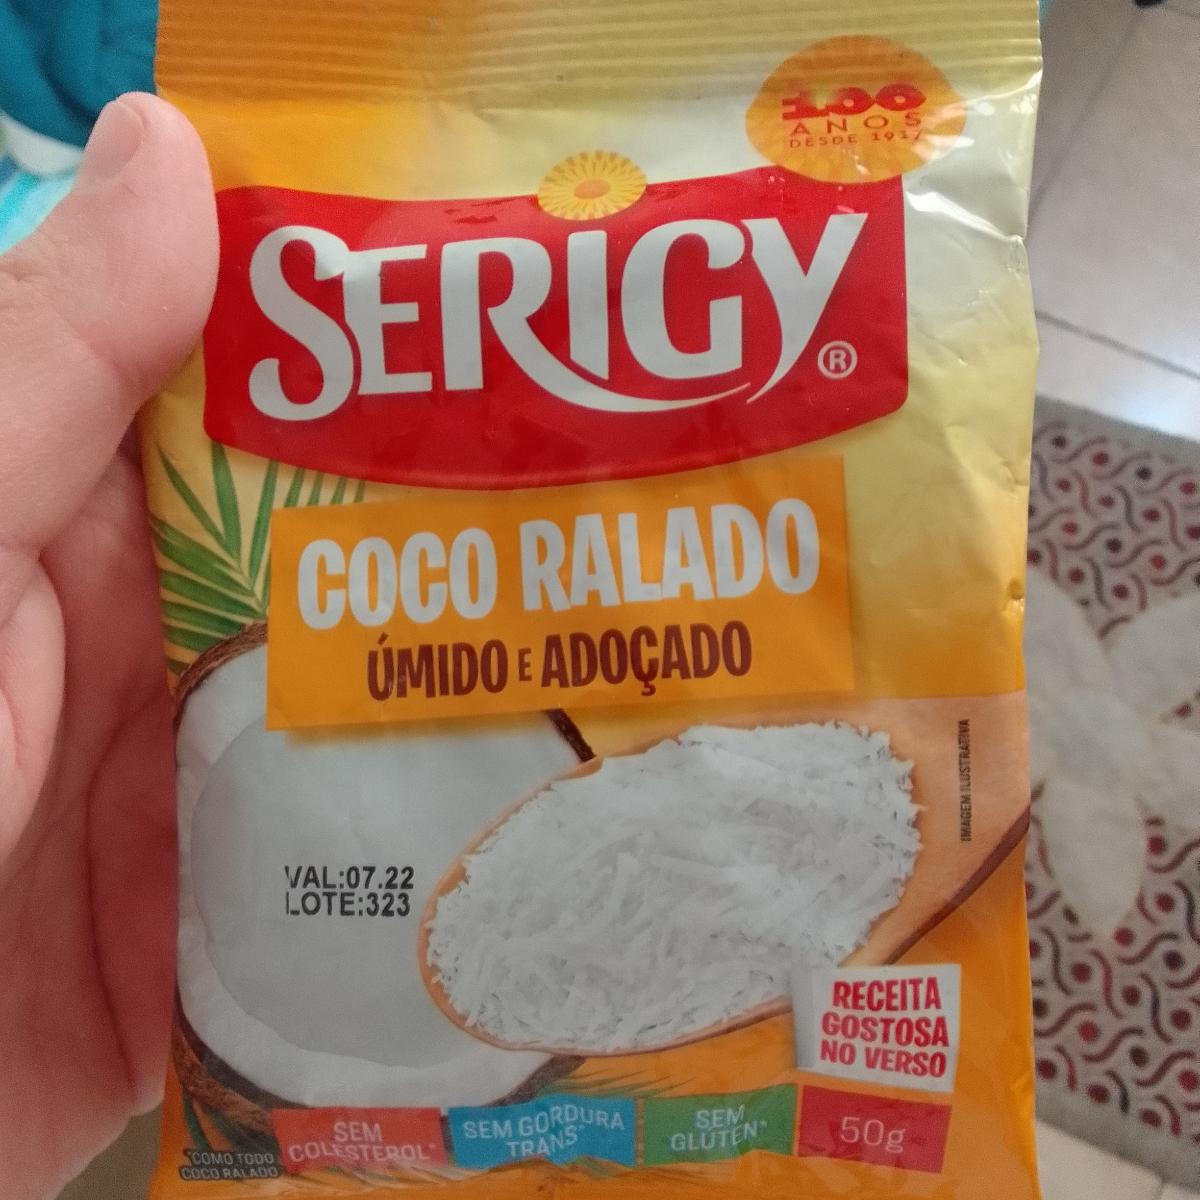 100
ANOS
DESDE 1917
SERIGY®
COCO RALADO
ÚMIDO E ADOÇADO
IMAGEM ILUSTRATIVA
VAL:07.22
LOTE:323
RECEITA
GOSTOSA
NO VERSO
SEM
COLESTEROL*
SEM GORDURA
TRANS*
SEM
GLÚTEN*
50g
*COMO TODO
COCO RALADO